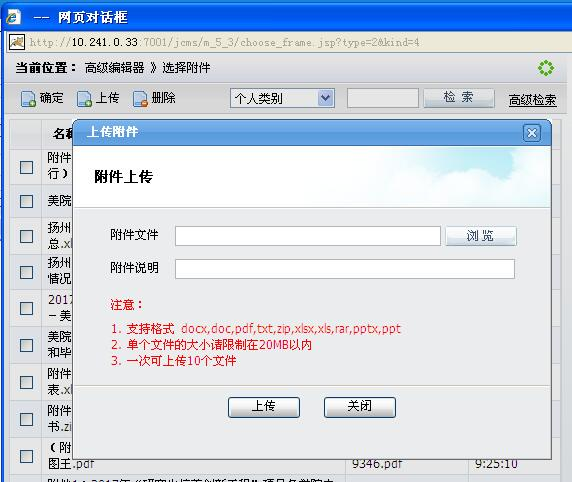 -- 网页对话框
http://10.241.0.33:7001/jcms/m_5_3/choose_frame.jsp?type=2&kind=4
当前位置： 高级编辑器 》选择附件
确定 上传 删除 个人类别 检 索 高级检索
名称
上传附件
附件
行）
附件上传
美院
扬州
总.xl
附件文件 浏 览
扬州
情况
附件说明
2017
－美院
注意：
1. 支持格式 docx,doc,pdf,txt,zip,xlsx,xls,rar,pptx,ppt
美院
和毕
2. 单个文件的大小请限制在20MB以内
3. 一次可上传10个文件
附件
表.xl
附件
书.zi
上传 关闭
（附
图王.pdf 9346.pdf 9:25:10